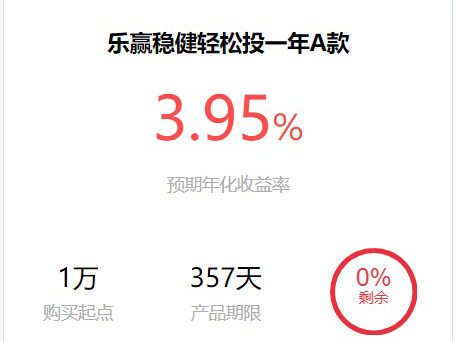 乐赢稳健轻松投一年A款
3.95%
预期年化收益率
1万
357天
0%
剩余
购买起点
产品期限